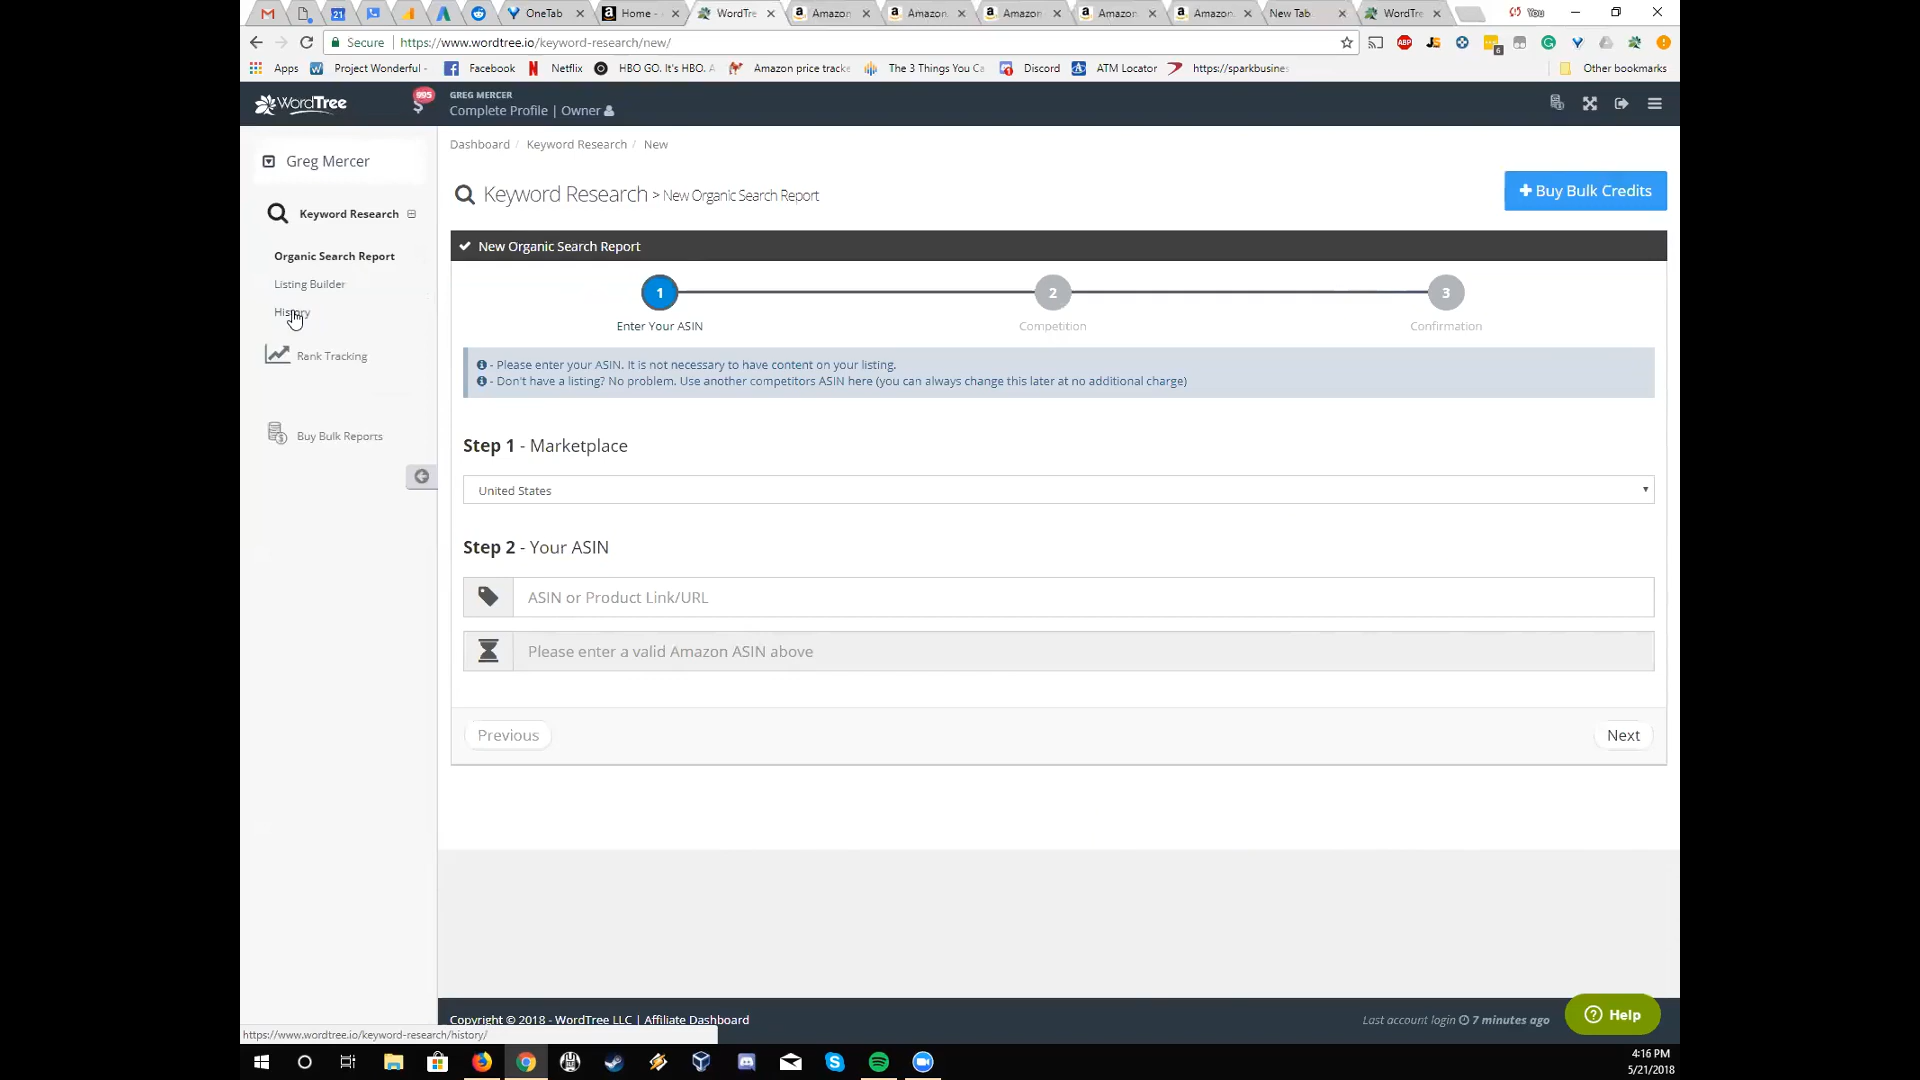 21
OneTab
Home -
WordTre
Amazon
Amazon.
Amazon
Amazon.
Amazon.
New Tab
WordTre
You
Secure
https://www.wordtree.io/keyword-research/new/
ABP
JS
6
Apps
Project Wonderful -
Facebook
Netflix
HBO GO. It's HBO. A
Amazon price tracke
The 3 Things You Ca
Discord
ATM Locator
https://sparkbusines
Other bookmarks
WordTree
995
GREG MERCER
Complete Profile | Owner
Greg Mercer
Keyword Research
Organic Search Report
Listing Builder
History
Rank Tracking
Buy Bulk Reports
Dashboard / Keyword Research / New
Keyword Research > New Organic Search Report
Buy Bulk Credits
New Organic Search Report
1
2
3
Enter Your ASIN
Competition
Confirmation
- Please enter your ASIN. It is not necessary to have content on your listing.
- Don't have a listing? No problem. Use another competitors ASIN here (you can always change this later at no additional charge)
Step 1 - Marketplace
United States
Step 2 - Your ASIN
ASIN or Product Link/URL
Please enter a valid Amazon ASIN above
Previous
Next
Copyright © 2018 - WordTree LLC | Affiliate Dashboard
Last account login 7 minutes ago
Help
https://www.wordtree.io/keyword-research/history/
4:16 PM
5/21/2018